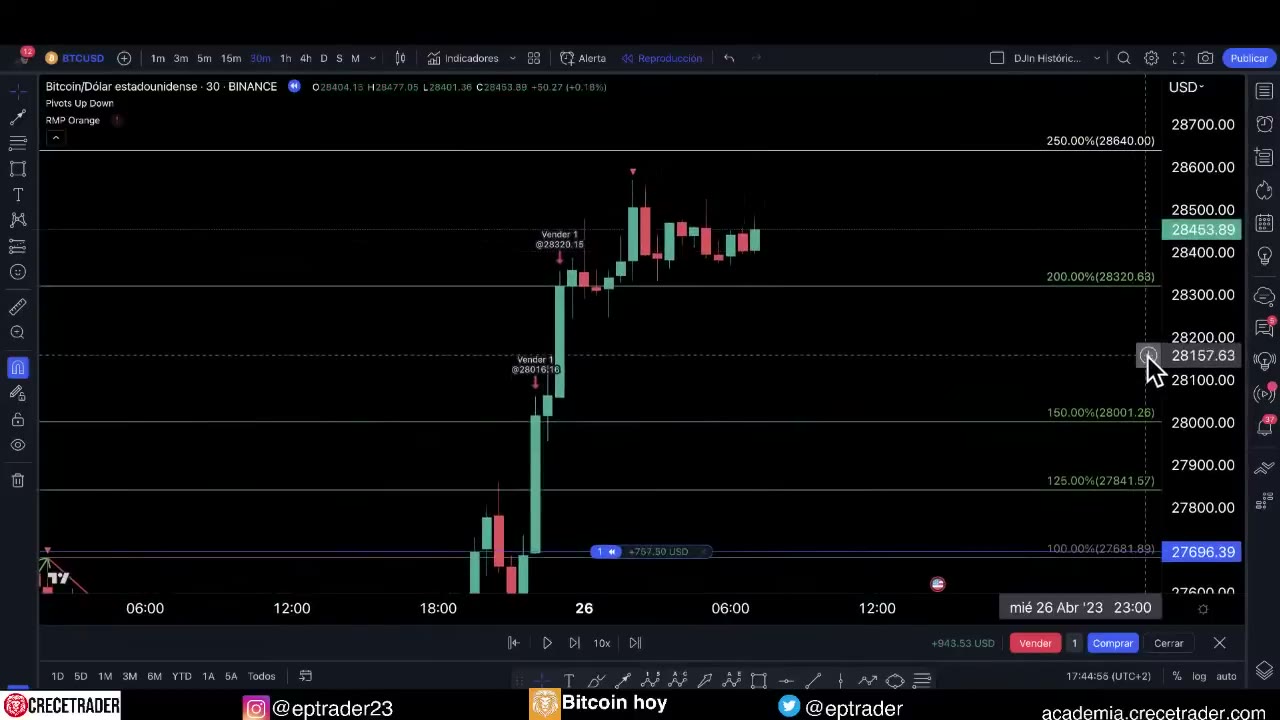 12
BTCUSD
1m 3m 5m 15m 30m 1h 4h D S M
Indicadores
Alerta
Reproducción
DJIn Históric...
Publicar
Bitcoin/Dólar estadounidense · 30 · BINANCE
O28404.15 H28477.05 L28401.36 C28453.89 +50.27 (+0.18%)
USD
Pivots Up Down
RMP Orange
28700.00
250.00%(28640.00)
28600.00
28500.00
Vender 1
@28320.15
28453.89
28400.00
200.00%(28320.63)
28300.00
28200.00
Vender 1
@28016.16
28157.63
28100.00
150.00%(28001.26)
28000.00
27900.00
125.00%(27841.57)
27800.00
1
+757.50 USD
100.00%(27681.89)
27696.39
27600.00
06:00
12:00
18:00
26
06:00
12:00
mié 26 Abr '23 23:00
10x
+943.53 USD
Vender
1
Comprar
Cerrar
1D 5D 1M 3M 6M YTD 1A 5A Todos
17:44:56 (UTC+2)
% log auto
5
37
CRECETRADER
@eptrader23
Bitcoin hoy
@eptrader
academia.crecetrader.com